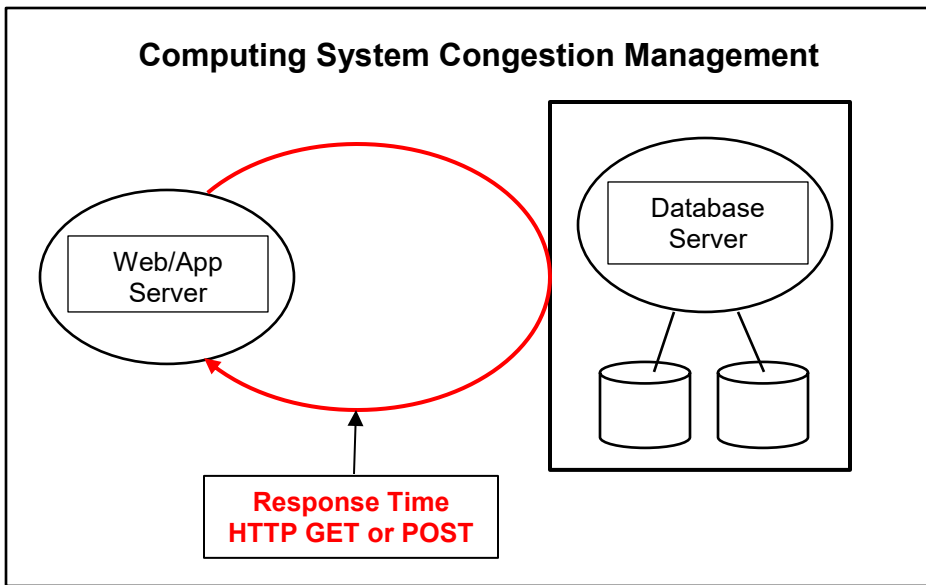 Computing System Congestion Management
Web/App
Server
Database
Server
Response Time
HTTP GET or POST